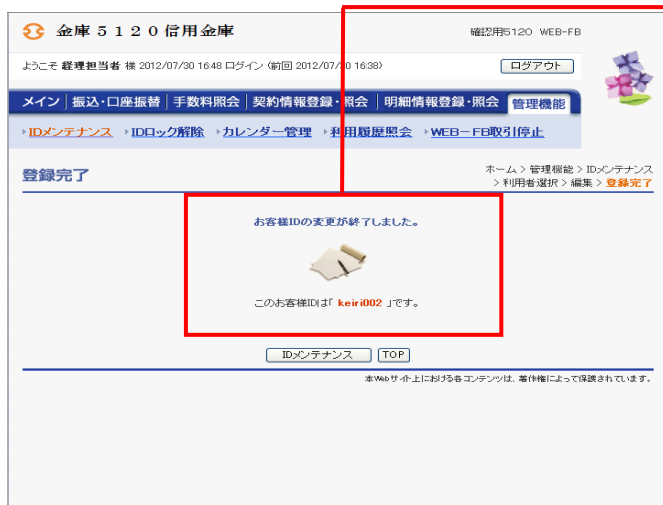 金庫5120信用金庫
確認用5120 WEB-FB
ようこそ 経理担当者 様 2012/07/30 16:48 ログイン (前回 2012/07/30 16:38)
ログアウト
メイン 振込・口座振替 手数料照会 契約情報登録・照会 明細情報登録・照会 管理機能
IDメンテナンス IDロック解除 カレンダー管理 利用履歴照会 WEB-FB取引停止
登録完了
ホーム > 管理機能 > IDメンテナンス
> 利用者選択 > 編集 > 登録完了
お客様IDの変更が終了しました。
このお客様IDは「 keiri002 」です。
IDメンテナンス TOP
本Webサイト上における各コンテンツは、著作権によって保護されています。